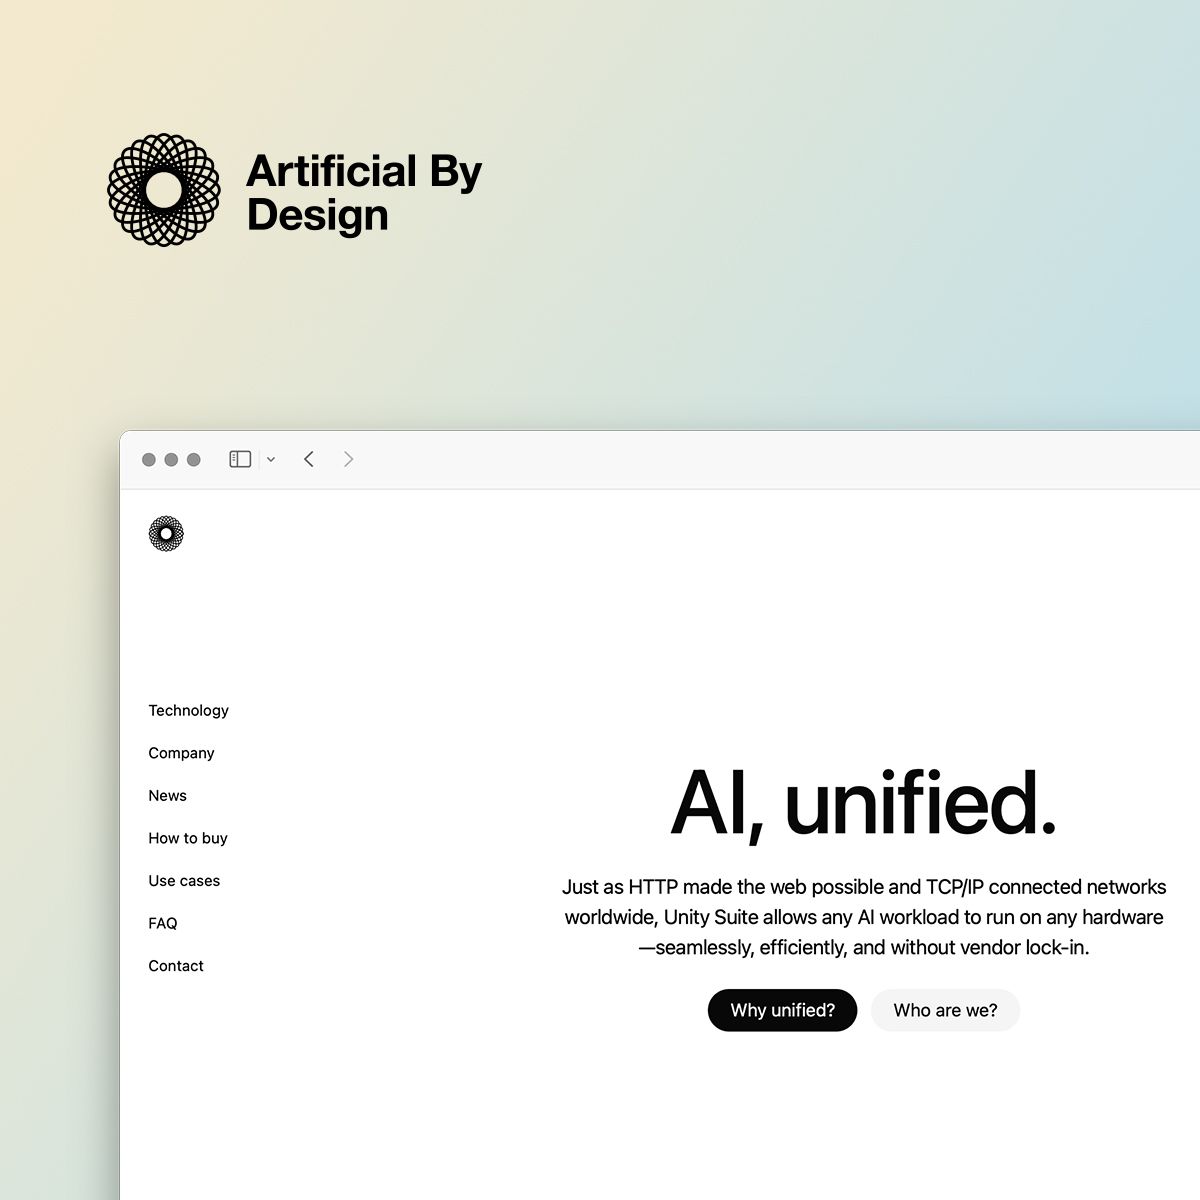 Artificial By
Design
Technology
Company
News
How to buy
Use cases
FAQ
Contact
AI, unified.
Just as HTTP made the web possible and TCP/IP connected networks
worldwide, Unity Suite allows any AI workload to run on any hardware
—seamlessly, efficiently, and without vendor lock-in.
Why unified?
Who are we?